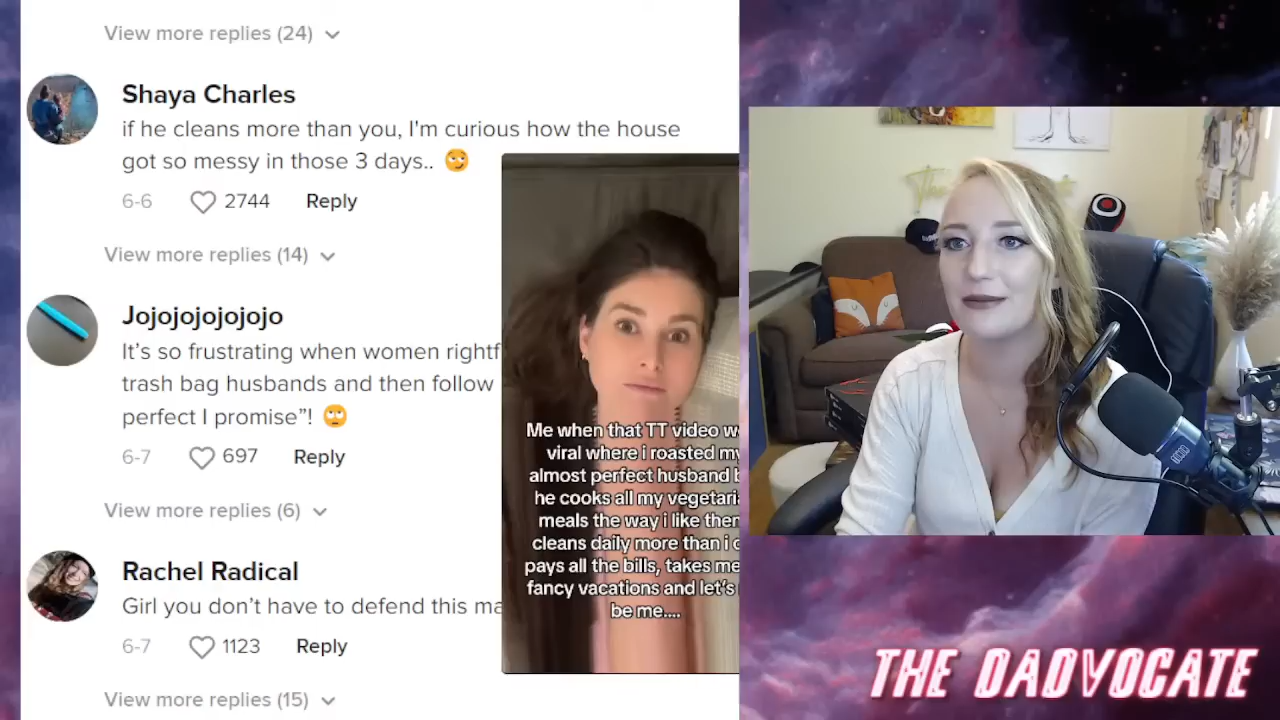 View more replies (24)
Shaya Charles
if he cleans more than you, I'm curious how the house
got so messy in those 3 days.. 🙄
6-6 2744 Reply
View more replies (14)
Jojojojojojojo
It’s so frustrating when women rightf
trash bag husbands and then follow
perfect I promise”! 🙄
6-7 697 Reply
View more replies (6)
Rachel Radical
Girl you don’t have to defend this ma
6-7 1123 Reply
View more replies (15)
Me when that TT video w
viral where i roasted my
almost perfect husband b
he cooks all my vegetari
meals the way i like them
cleans daily more than i
pays all the bills, takes me
fancy vacations and let’s
be me....
THE DADVOCATE